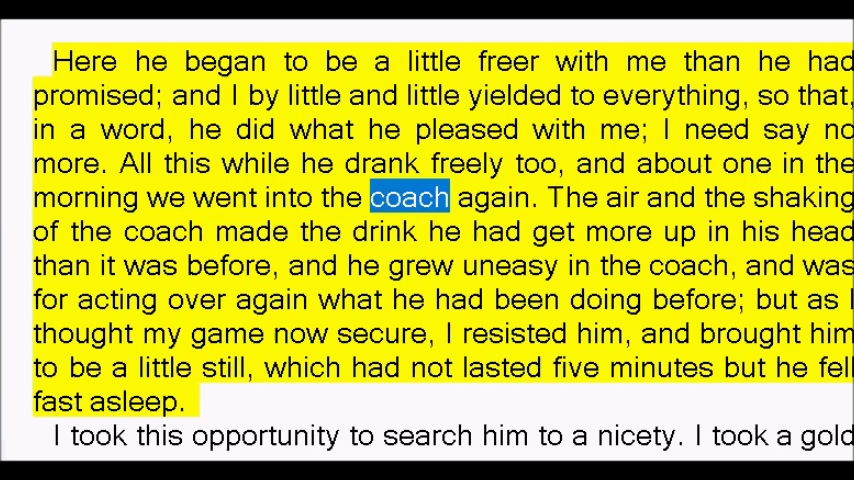 Here he began to be a little freer with me than he had
promised; and I by little and little yielded to everything, so that,
in a word, he did what he pleased with me; I need say no
more. All this while he drank freely too, and about one in the
morning we went into the coach again. The air and the shaking
of the coach made the drink he had get more up in his head
than it was before, and he grew uneasy in the coach, and was
for acting over again what he had been doing before; but as I
thought my game now secure, I resisted him, and brought him
to be a little still, which had not lasted five minutes but he fell
fast asleep.
I took this opportunity to search him to a nicety. I took a gold